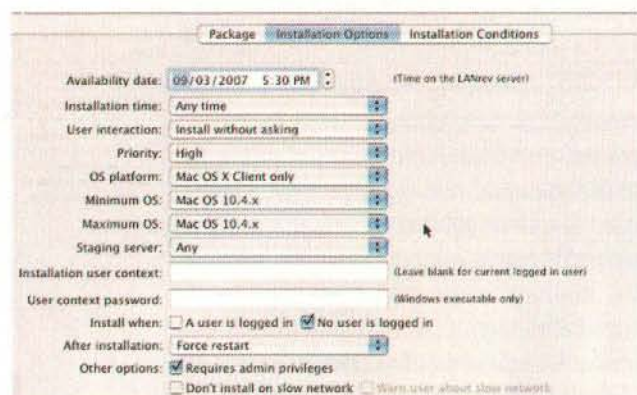 Package Installation Options Installation Conditions
Availability date: 09/03/2007 5:30 PM (Time on the LANrev server)
Installation time: Any time
User interaction: Install without asking
Priority: High
OS platform: Mac OS X Client only
Minimum OS: Mac OS 10.4.x
Maximum OS: Mac OS 10.4.x
Staging server: Any
Installation user context: (Leave blank for current logged in user)
User context password: (Windows executable only)
Install when: A user is logged in No user is logged in
After installation: Force restart
Other options: Requires admin privileges
Don't install on slow network Warn user about slow network